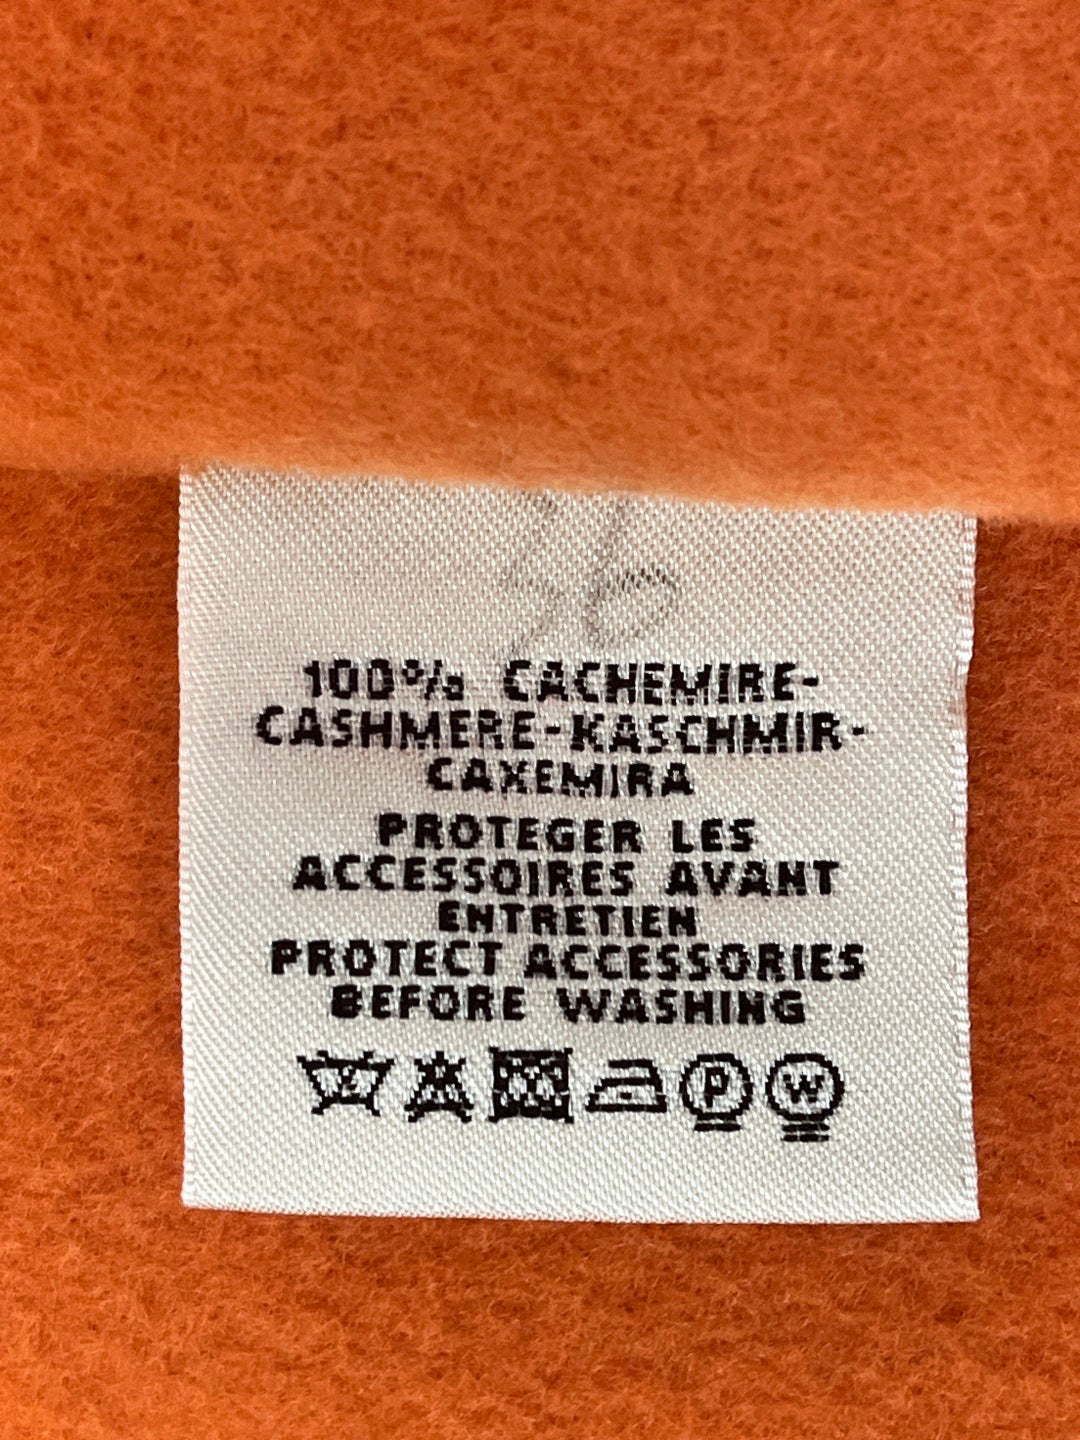 100% CACHEMIRE-
CASHMERE-KASCHMIR-
CAXEMIRA
PROTEGER LES
ACCESSOIRES AVANT
ENTRETIEN
PROTECT ACCESSORIES
BEFORE WASHING
P W